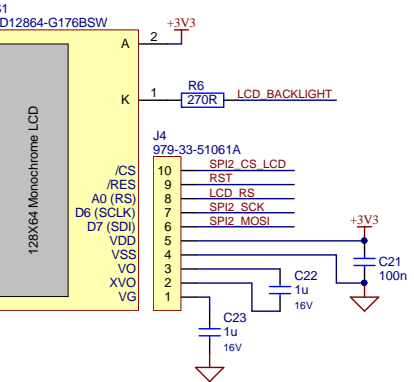 D12864-G176BSW
+3V3
A
2
K
1
R6
270R
LCD_BACKLIGHT
J4
979-33-51061A
128X64 Monochrome LCD
/CS
10
SPI2_CS_LCD
/RES
9
RST
A0 (RS)
8
LCD_RS
D6 (SCLK)
7
SPI2_SCK
D7 (SDI)
6
SPI2_MOSI
VDD
5
+3V3
VSS
4
VO
3
XVO
2
VG
1
C21
100n
C22
1u
16V
C23
1u
16V